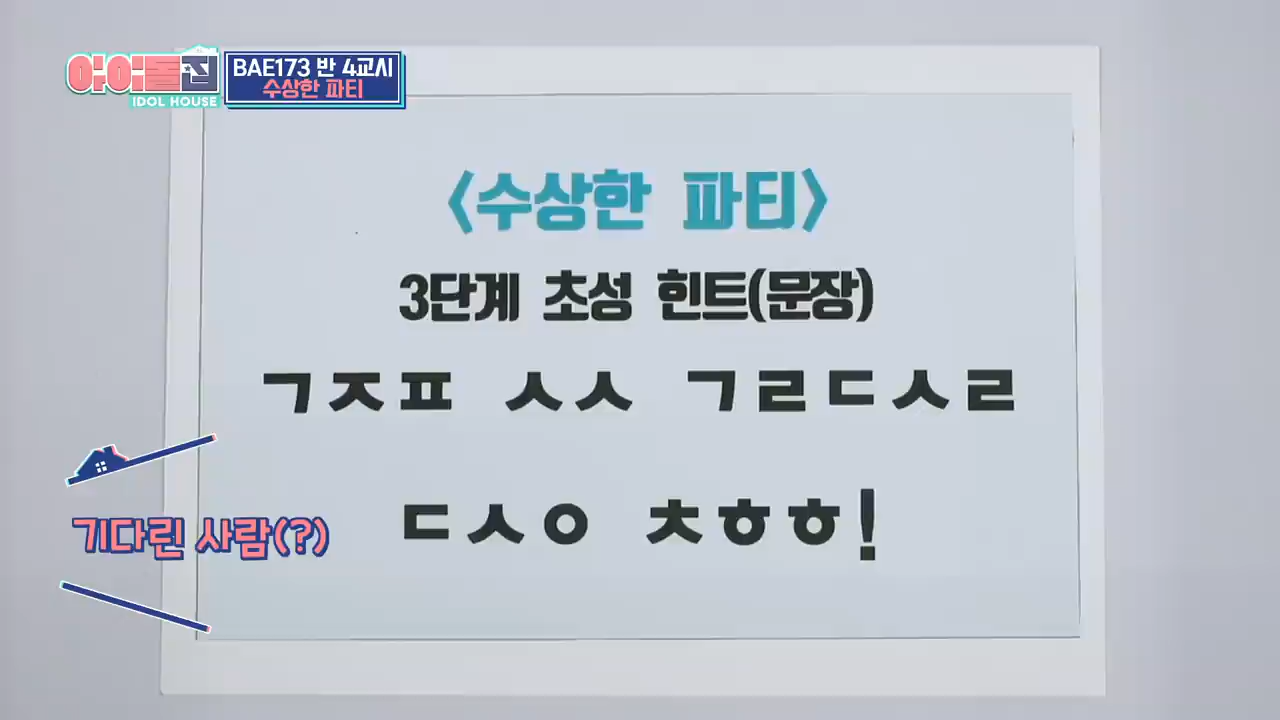 아이돌집
IDOL HOUSE
BAE173 반 4교시
수상한 파티
<수상한 파티>
3단계 초성 힌트(문장)
ㄱㅈㅍ ㅅㅅ ㄱㄹㄷㅅㄹ
ㄷㅅㅇ ㅊㅎㅎ!
기다린 사람(?)